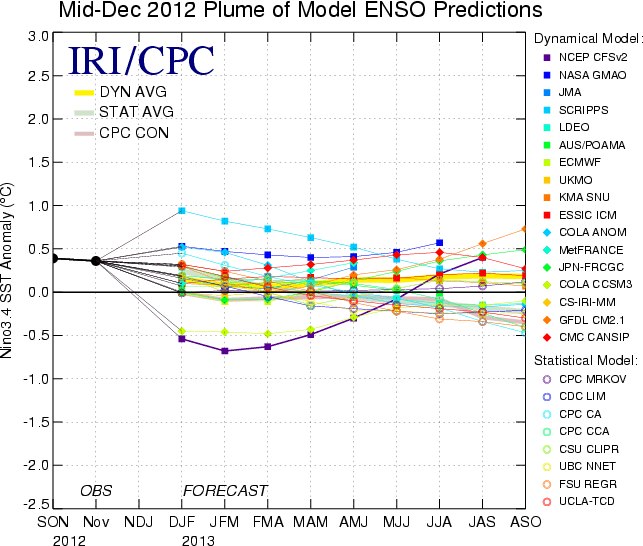 Mid-Dec 2012 Plume of Model ENSO Predictions
IRI/CPC
DYN AVG
STAT AVG
CPC CON
Nino3.4 SST Anomaly (°C)
3.0
2.5
2.0
1.5
1.0
0.5
0.0
-0.5
-1.0
-1.5
-2.0
-2.5
OBS
FORECAST
SON
Nov
NDJ
DJF
JFM
FMA
MAM
AMJ
MJJ
JJA
JAS
ASO
2012
2013
Dynamical Model:
NCEP CFSv2
NASA GMAO
JMA
SCRIPPS
LDEO
AUS/POAMA
ECMWF
UKMO
KMA SNU
ESSIC ICM
COLA ANOM
MetFRANCE
JPN-FRCGC
COLA CCSM3
CS-IRI-MM
GFDL CM2.1
CMC CANSIP
Statistical Model:
CPC MRKOV
CDC LIM
CPC CA
CPC CCA
CSU CLIPR
UBC NNET
FSU REGR
UCLA-TCD